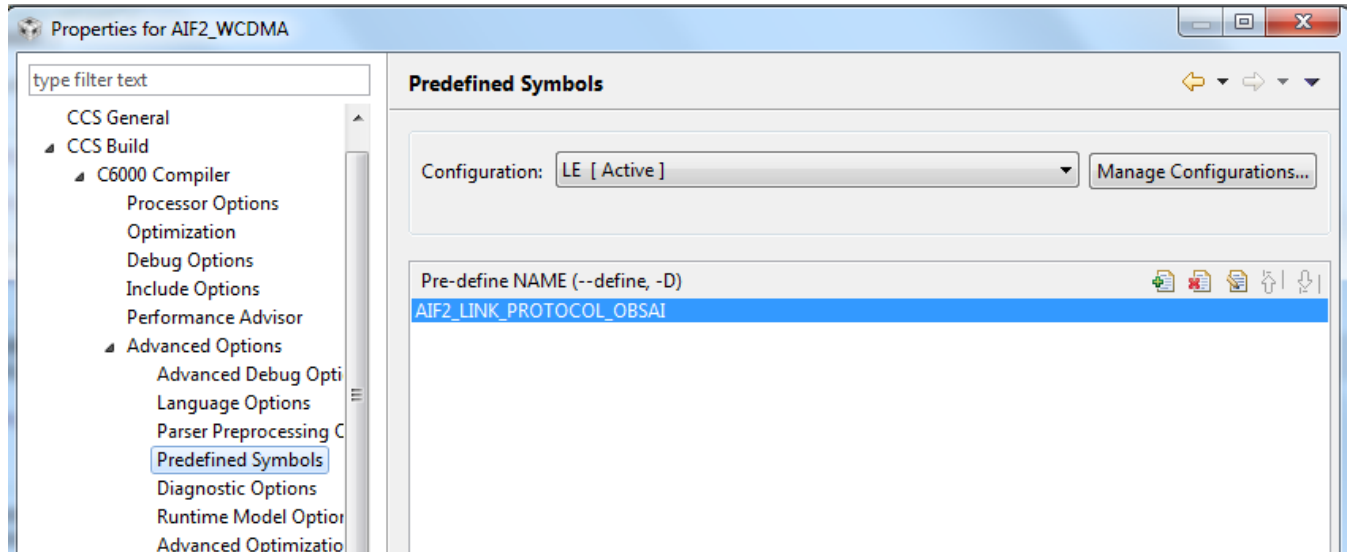 Properties for AIF2_WCDMA
type filter text
CCS General
CCS Build
C6000 Compiler
Processor Options
Optimization
Debug Options
Include Options
Performance Advisor
Advanced Options
Advanced Debug Opti
Language Options
Parser Preprocessing C
Predefined Symbols
Diagnostic Options
Runtime Model Option
Advanced Optimizatio
Predefined Symbols
Configuration: LE [ Active ] Manage Configurations...
Pre-define NAME (--define, -D)
AIF2_LINK_PROTOCOL_OBSAI